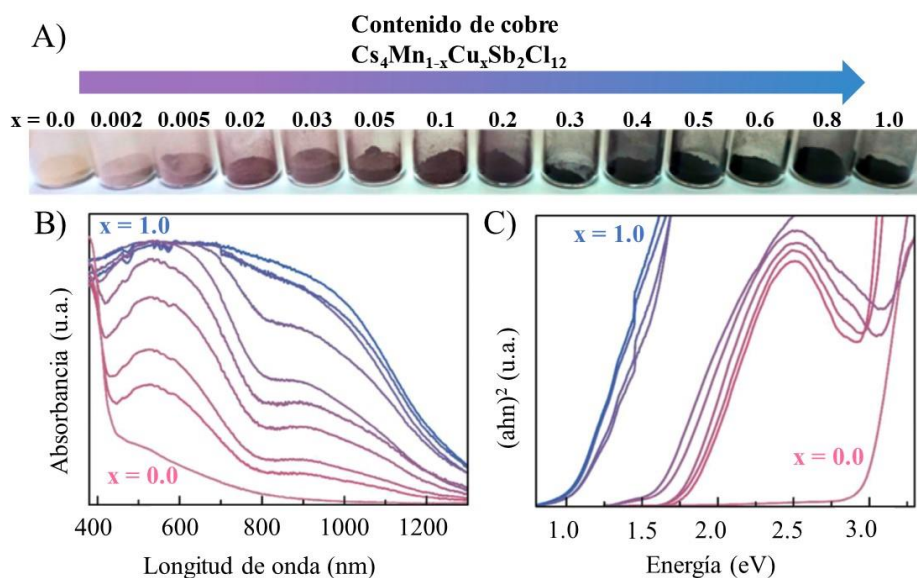 A)
Contenido de cobre
Cs₄Mn₁₋ₓCuₓSb₂Cl₁₂
x = 0.0 0.002 0.005 0.02 0.03 0.05 0.1 0.2 0.3 0.4 0.5 0.6 0.8 1.0
B)
x = 1.0
x = 0.0
Absorbancia (u.a.)
400 600 800 1000 1200
Longitud de onda (nm)
C)
x = 1.0
x = 0.0
(ahn)² (u.a.)
1.0 1.5 2.0 2.5 3.0
Energía (eV)